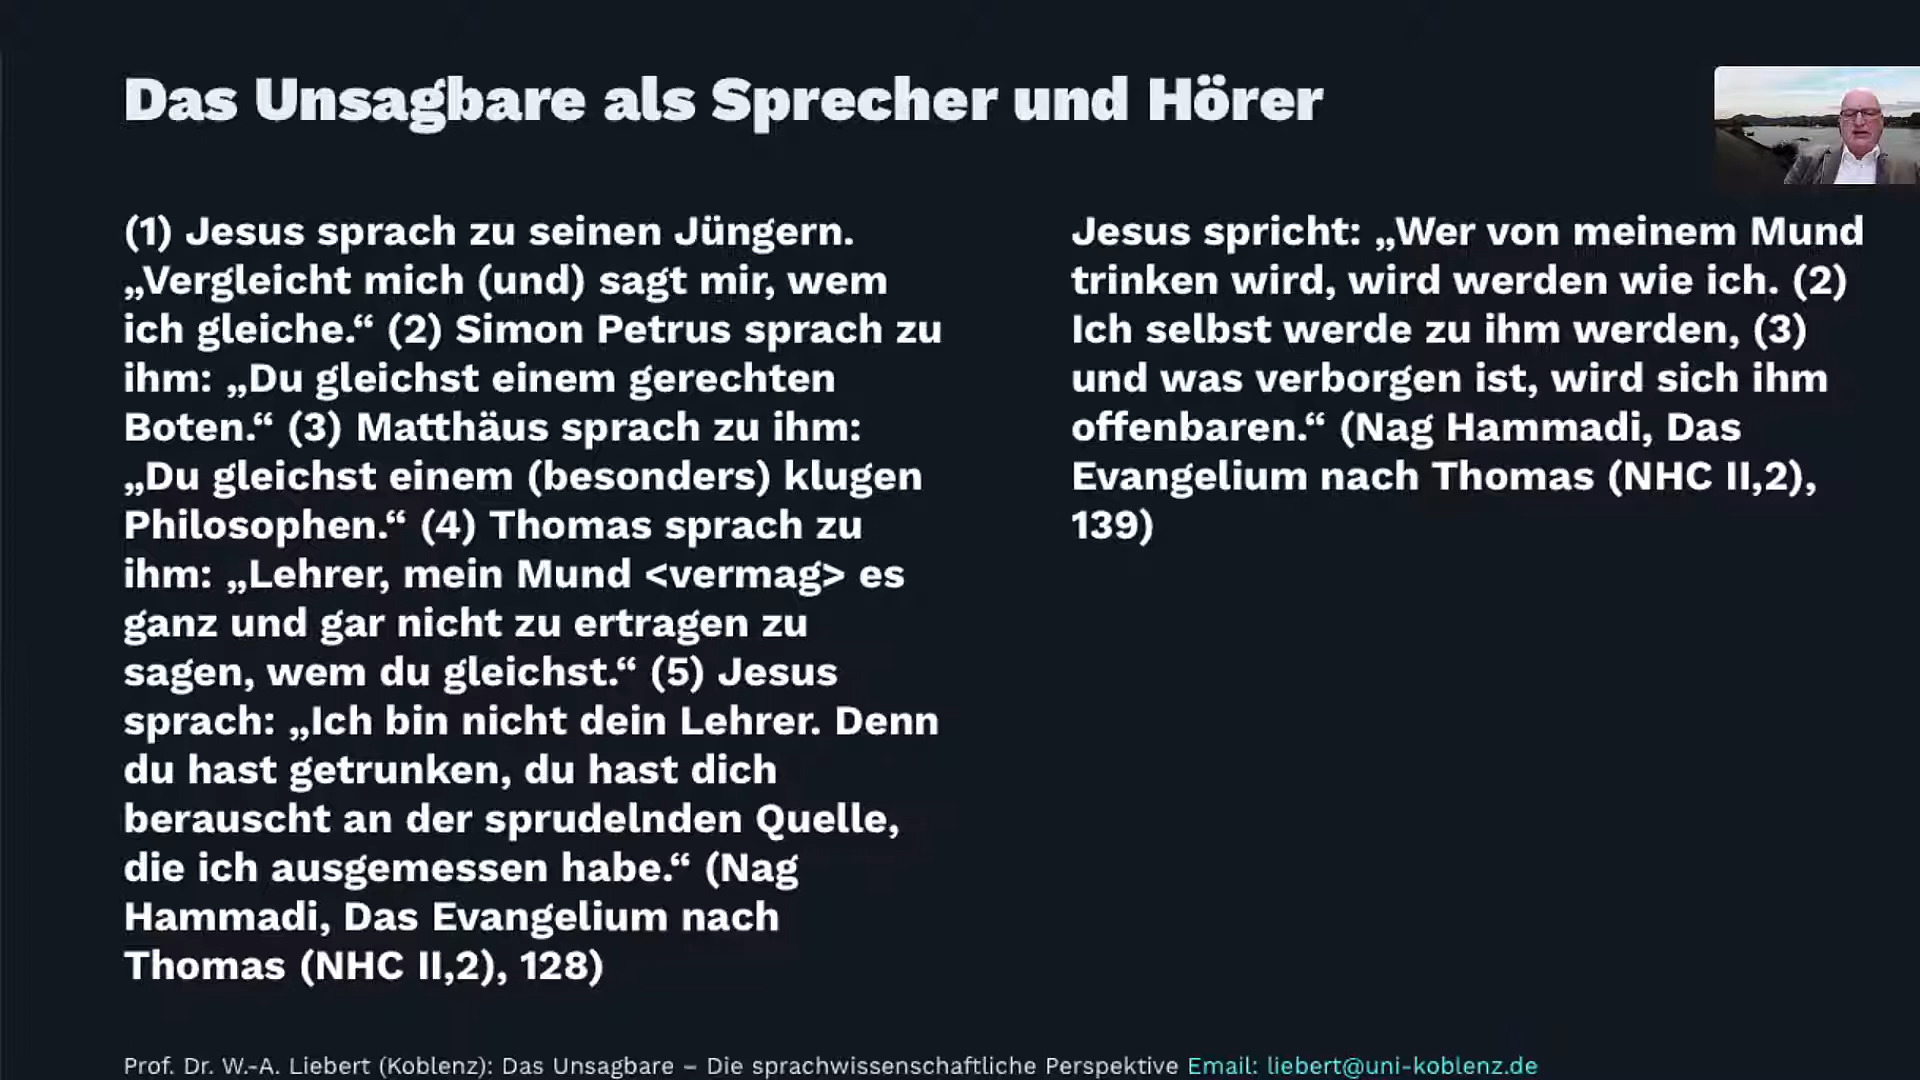 Das Unsagbare als Sprecher und Hörer
(1) Jesus sprach zu seinen Jüngern.
„Vergleicht mich (und) sagt mir, wem
ich gleiche.“ (2) Simon Petrus sprach zu
ihm: „Du gleichst einem gerechten
Boten.“ (3) Matthäus sprach zu ihm:
„Du gleichst einem (besonders) klugen
Philosophen.“ (4) Thomas sprach zu
ihm: „Lehrer, mein Mund <vermag> es
ganz und gar nicht zu ertragen zu
sagen, wem du gleichst.“ (5) Jesus
sprach: „Ich bin nicht dein Lehrer. Denn
du hast getrunken, du hast dich
berauscht an der sprudelnden Quelle,
die ich ausgemessen habe.“ (Nag
Hammadi, Das Evangelium nach
Thomas (NHC II,2), 128)
Jesus spricht: „Wer von meinem Mund
trinken wird, wird werden wie ich. (2)
Ich selbst werde zu ihm werden, (3)
und was verborgen ist, wird sich ihm
offenbaren.“ (Nag Hammadi, Das
Evangelium nach Thomas (NHC II,2),
139)
Prof. Dr. W.-A. Liebert (Koblenz): Das Unsagbare – Die sprachwissenschaftliche Perspektive Email: liebert@uni-koblenz.de